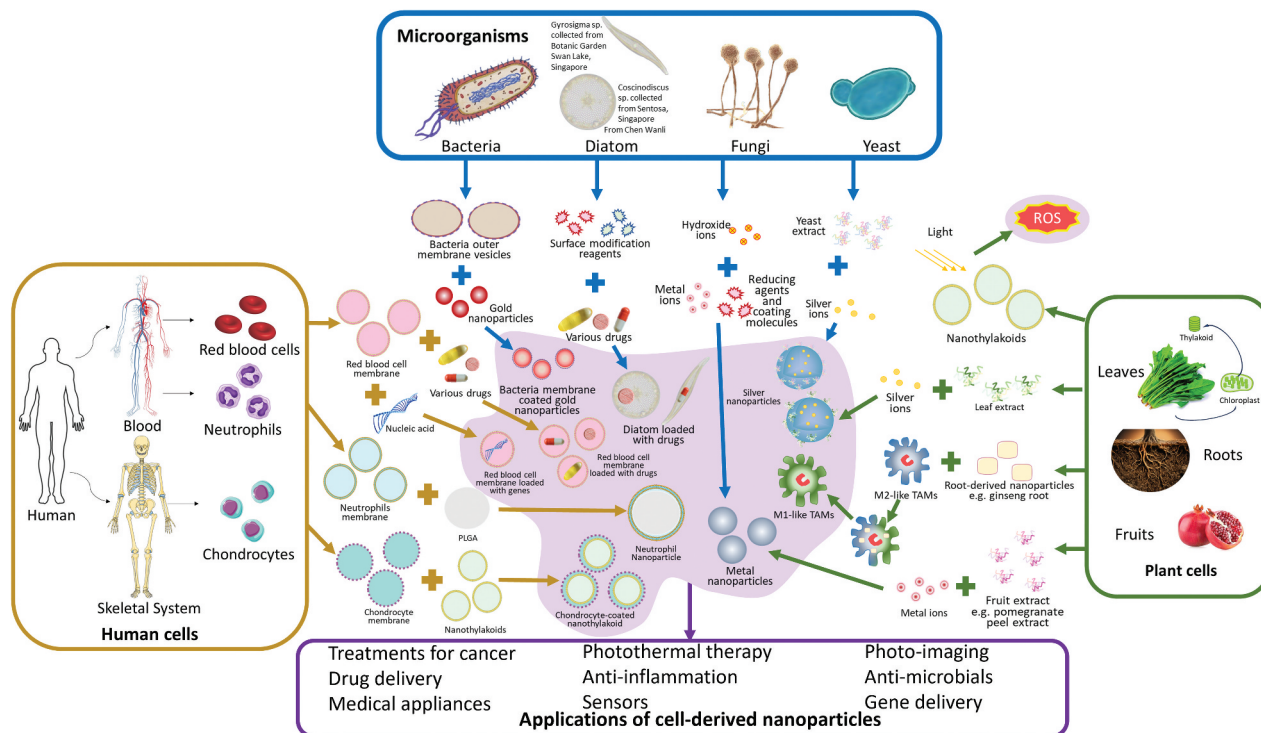 Microorganisms
Gyrosigma sp.
collected from
Botanic Garden
Swan Lake,
Singapore
Coscinodiscus
sp. collected
from Sentosa,
Singapore
From Chen Wanli
Bacteria
Diatom
Fungi
Yeast
Bacteria outer
membrane vesicles
Surface modification
reagents
Hydroxide
ions
Yeast
extract
Light
ROS
Gold
nanoparticles
Various drugs
Metal
ions
Reducing
agents
and
coating
molecules
Silver
ions
Nanothylakoids
Red blood cells
Neutrophils
Blood
Human
Chondrocytes
Skeletal System
Human cells
Red blood cell
membrane
Various drugs
Nucleic acid
Bacteria membrane
coated gold
nanoparticles
Diatom loaded
with drugs
Red blood cell
membrane loaded
with genes
Red blood cell
membrane
loaded with drugs
Neutrophils
membrane
PLGA
Neutrophil
Nanoparticle
Chondrocyte
membrane
Nanothylakoids
Chondrocyte-coated
nanothylakoid
Silver
nanoparticles
M1-like TAMs
Metal
nanoparticles
Silver
ions
Leaf extract
M2-like TAMs
Root-derived nanoparticles
e.g. ginseng root
Metal ions
Fruit extract
e.g. pomegranate
peel extract
Thylakoid
Leaves
Chloroplast
Roots
Fruits
Plant cells
Treatments for cancer
Photothermal therapy
Photo-imaging
Drug delivery
Anti-inflammation
Anti-microbials
Medical appliances
Sensors
Gene delivery
Applications of cell-derived nanoparticles